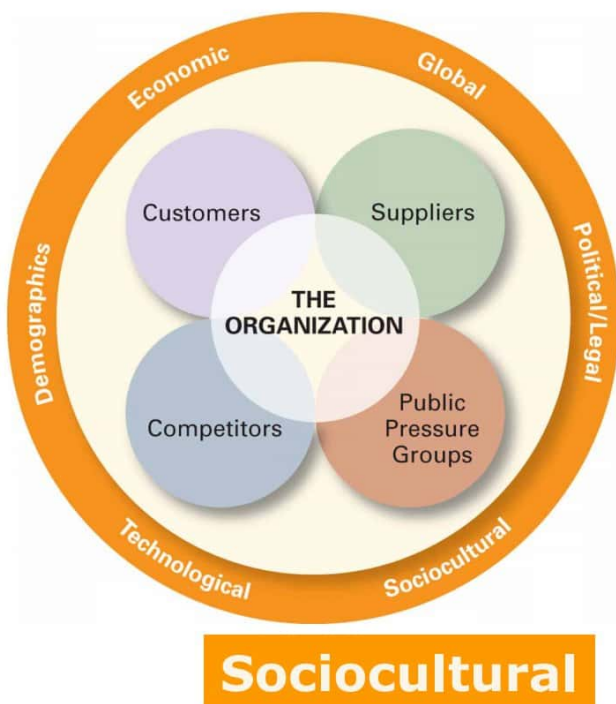 Economic
Global
Customers
Suppliers
Demographics
Political/Legal
THE
ORGANIZATION
Competitors
Public
Pressure
Groups
Technological
Sociocultural
Sociocultural